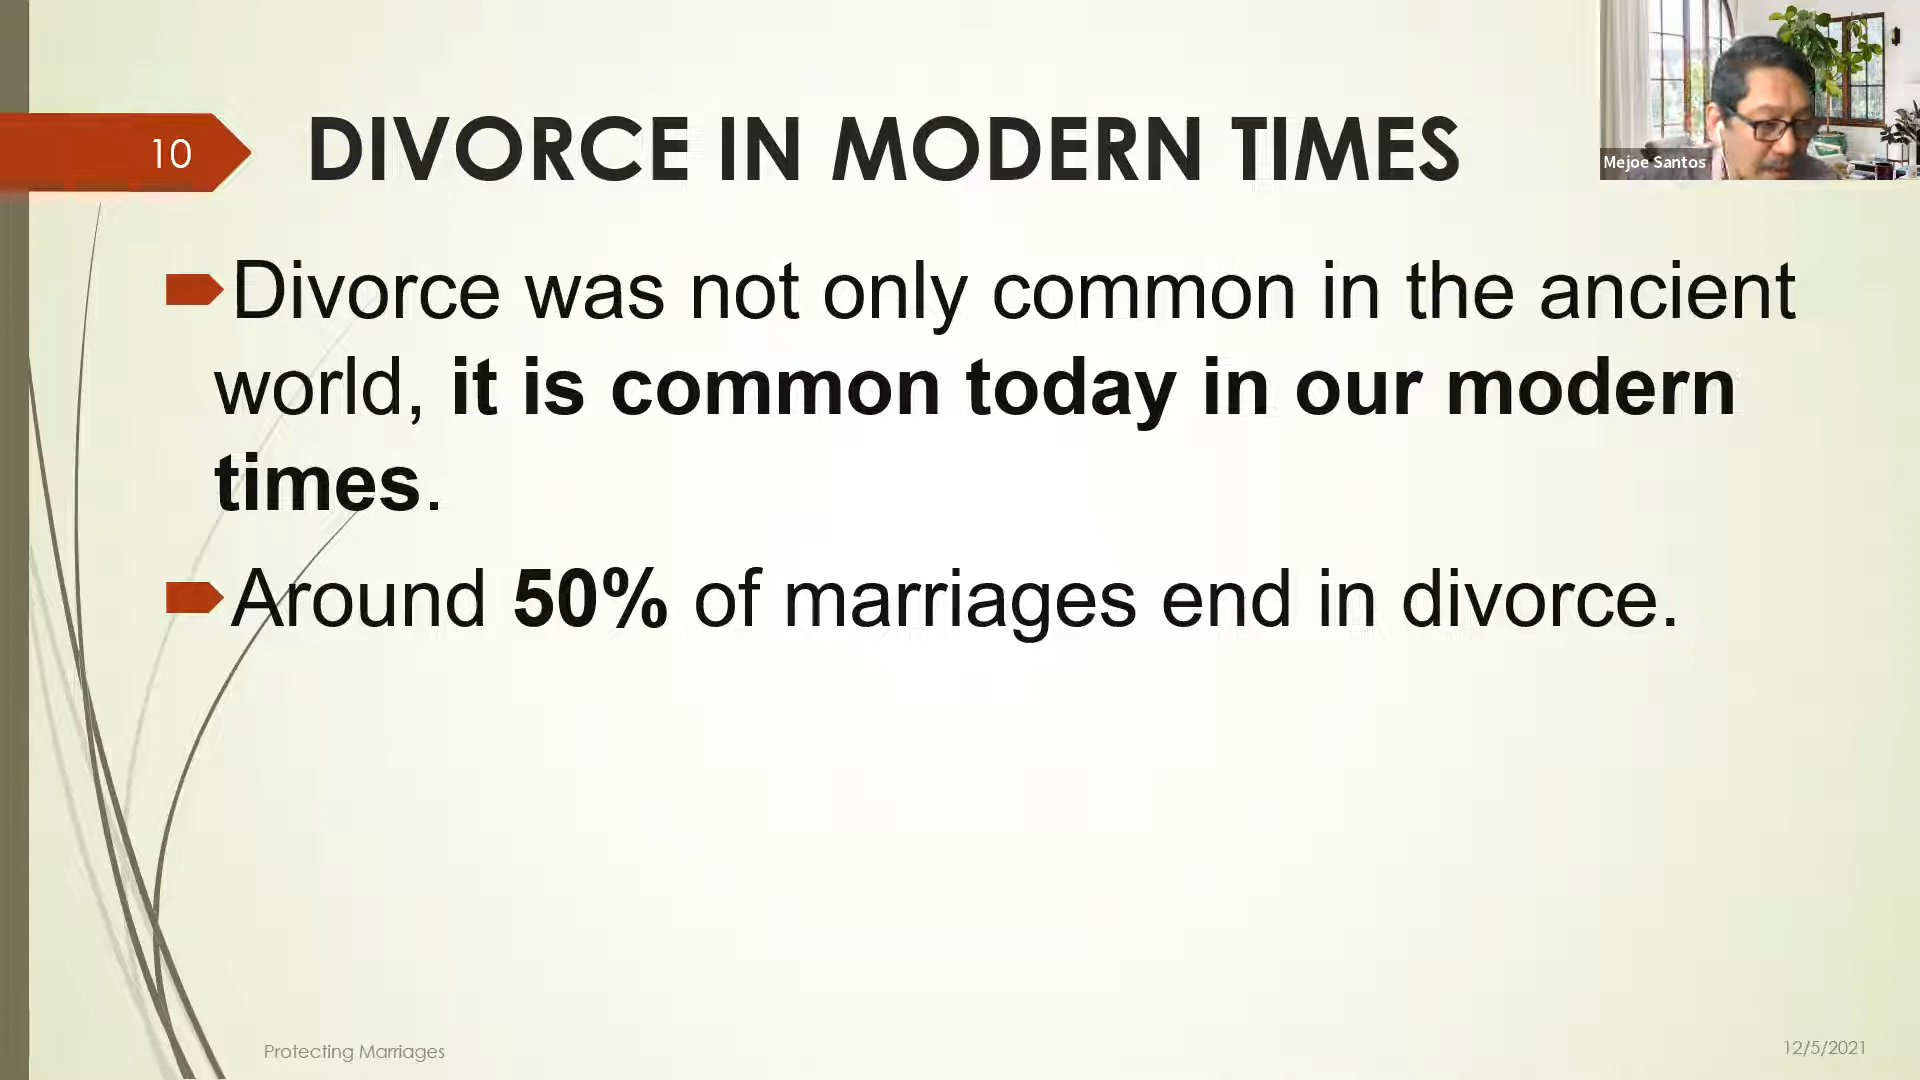 10
DIVORCE IN MODERN TIMES
Mejoe Santos
Divorce was not only common in the ancient
world, it is common today in our modern
times.
Around 50% of marriages end in divorce.
Protecting Marriages
12/5/2021